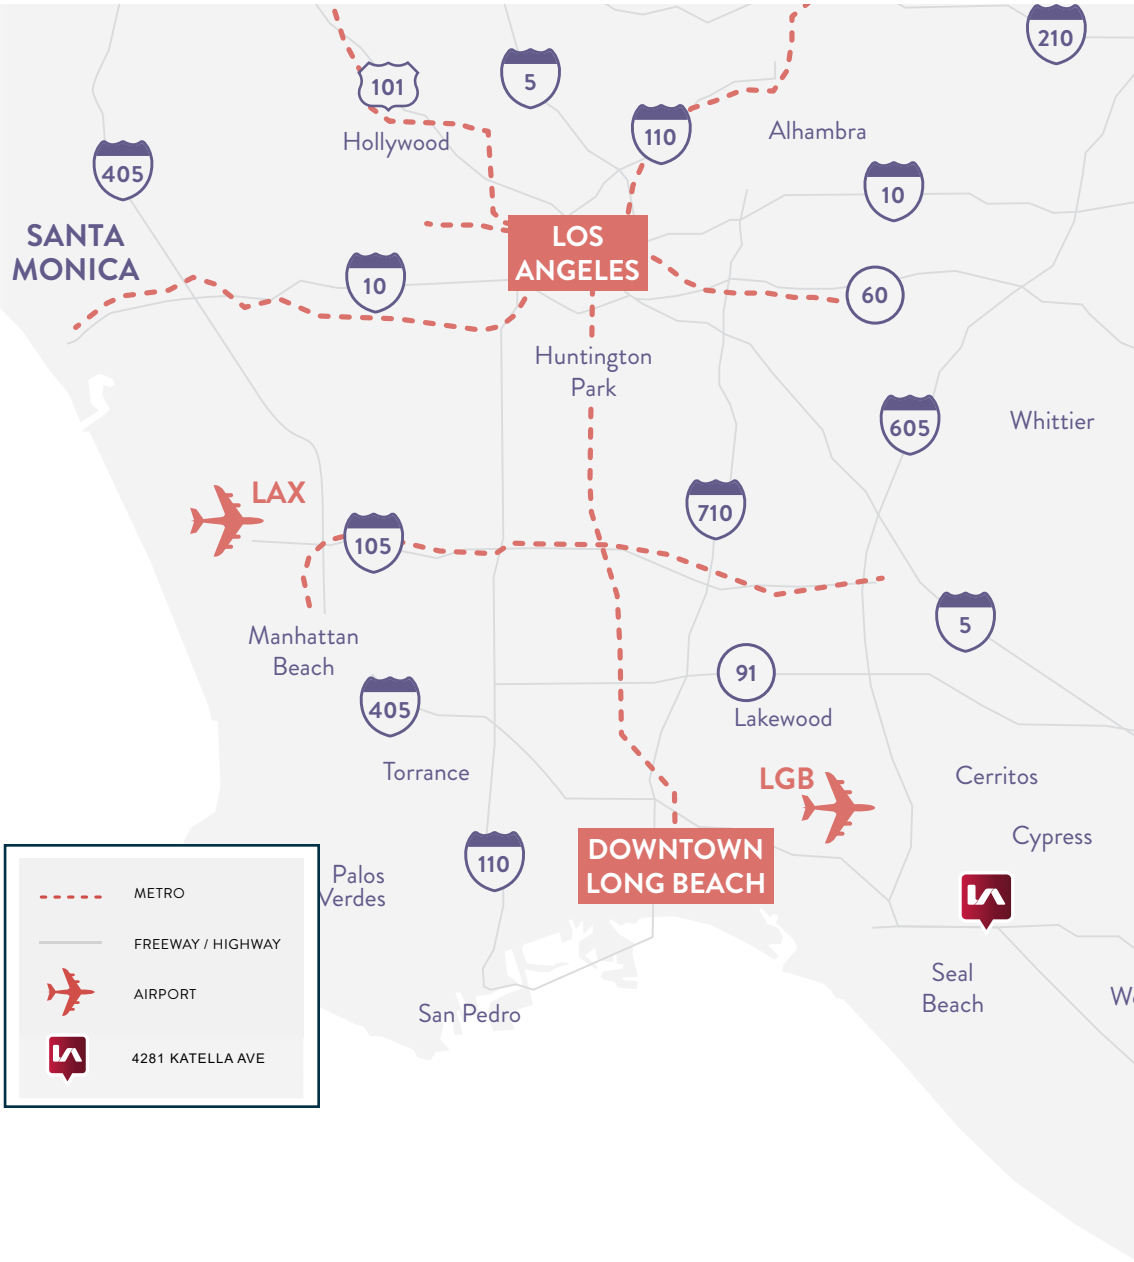 210
101
5
110
Hollywood
Alhambra
405
10
SANTA
MONICA
LOS
ANGELES
10
60
Huntington
Park
605
Whittier
LAX
710
105
5
Manhattan
Beach
91
405
Lakewood
Torrance
LGB
Cerritos
Cypress
DOWNTOWN
LONG BEACH
110
Palos
Verdes
LA
METRO
FREEWAY / HIGHWAY
AIRPORT
LA
4281 KATELLA AVE
Seal
Beach
San Pedro